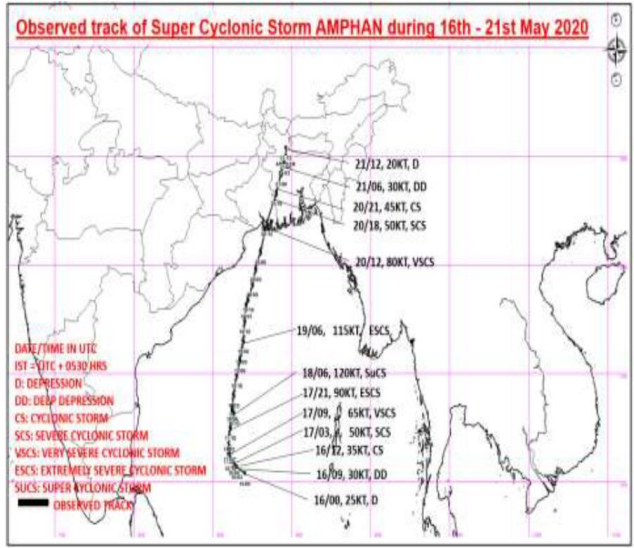 Observed track of Super Cyclonic Storm AMPHAN during 16th - 21st May 2020
21/12, 20KT, D
21/06, 30KT, DD
20/21, 45KT, CS
20/18, 50KT, SCS
20/12, 80KT, VSCS
19/06, 115KT, ESCS
18/06, 120KT, SuCS
17/21, 90KT, ESCS
17/09, 65KT, VSCS
17/03, 50KT, SCS
16/12, 35KT, CS
16/09, 30KT, DD
16/00, 25KT, D
DATE/TIME IN UTC
IST = UTC + 0530 HRS
D: DEPRESSION
DD: DEEP DEPRESSION
CS: CYCLONIC STORM
SCS: SEVERE CYCLONIC STORM
VSCS: VERY SEVERE CYCLONIC STORM
ESCS: EXTREMELY SEVERE CYCLONIC STORM
SUCS: SUPER CYCLONIC STORM
OBSERVED TRACK